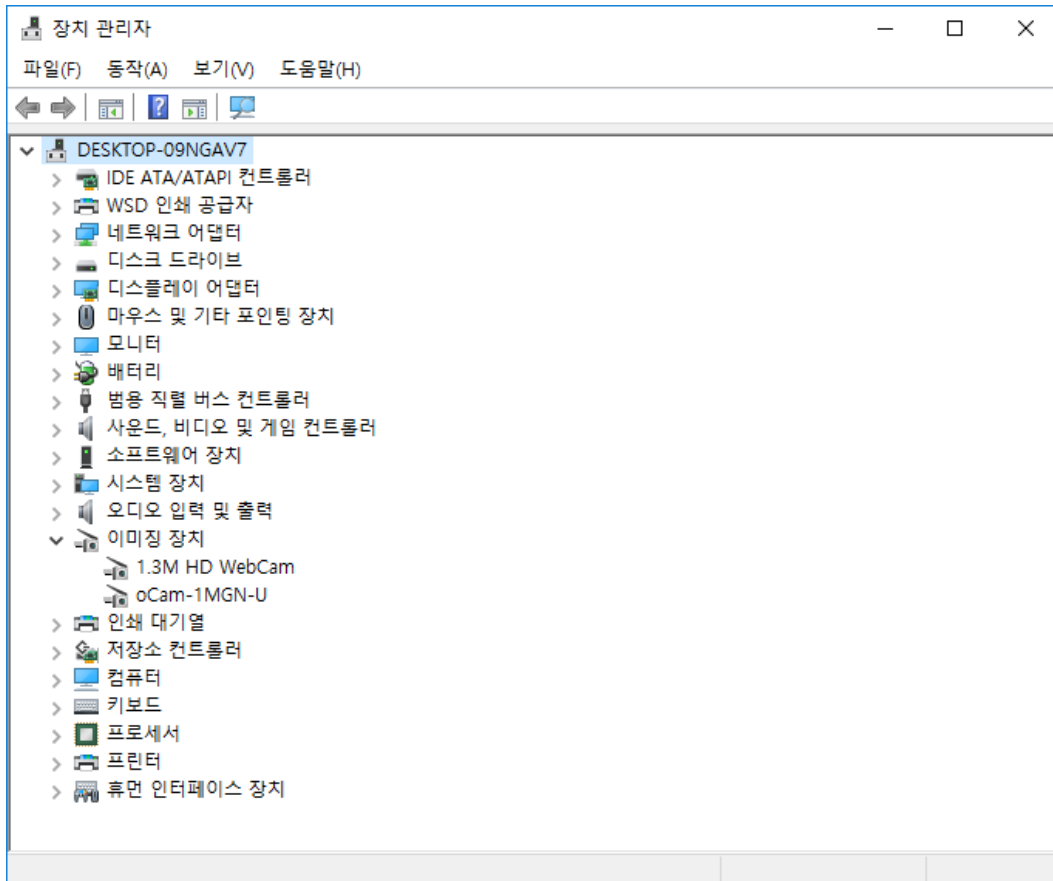 장치 관리자
파일(F) 동작(A) 보기(V) 도움말(H)
DESKTOP-09NGAV7
IDE ATA/ATAPI 컨트롤러
WSD 인쇄 공급자
네트워크 어댑터
디스크 드라이브
디스플레이 어댑터
마우스 및 기타 포인팅 장치
모니터
배터리
범용 직렬 버스 컨트롤러
사운드, 비디오 및 게임 컨트롤러
소프트웨어 장치
시스템 장치
오디오 입력 및 출력
이미징 장치
1.3M HD WebCam
oCam-1MGN-U
인쇄 대기열
저장소 컨트롤러
컴퓨터
키보드
프로세서
프린터
휴먼 인터페이스 장치